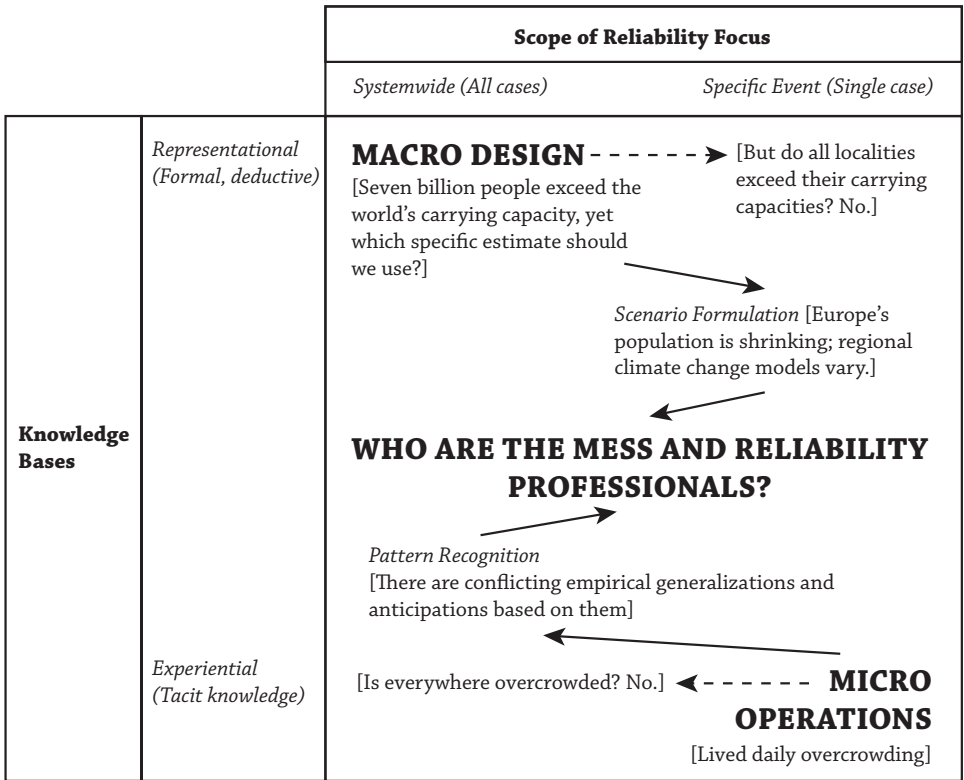 Scope of Reliability Focus
Systemwide (All cases)
Specific Event (Single case)
Knowledge
Bases
Representational
(Formal, deductive)
MACRO DESIGN
[Seven billion people exceed the
world's carrying capacity, yet
which specific estimate should
we use?]
[But do all localities
exceed their carrying
capacities? No.]
Scenario Formulation [Europe's
population is shrinking; regional
climate change models vary.]
WHO ARE THE MESS AND RELIABILITY
PROFESSIONALS?
Pattern Recognition
[There are conflicting empirical generalizations and
anticipations based on them]
Experiential
(Tacit knowledge)
[Is everywhere overcrowded? No.]
MICRO
OPERATIONS
[Lived daily overcrowding]